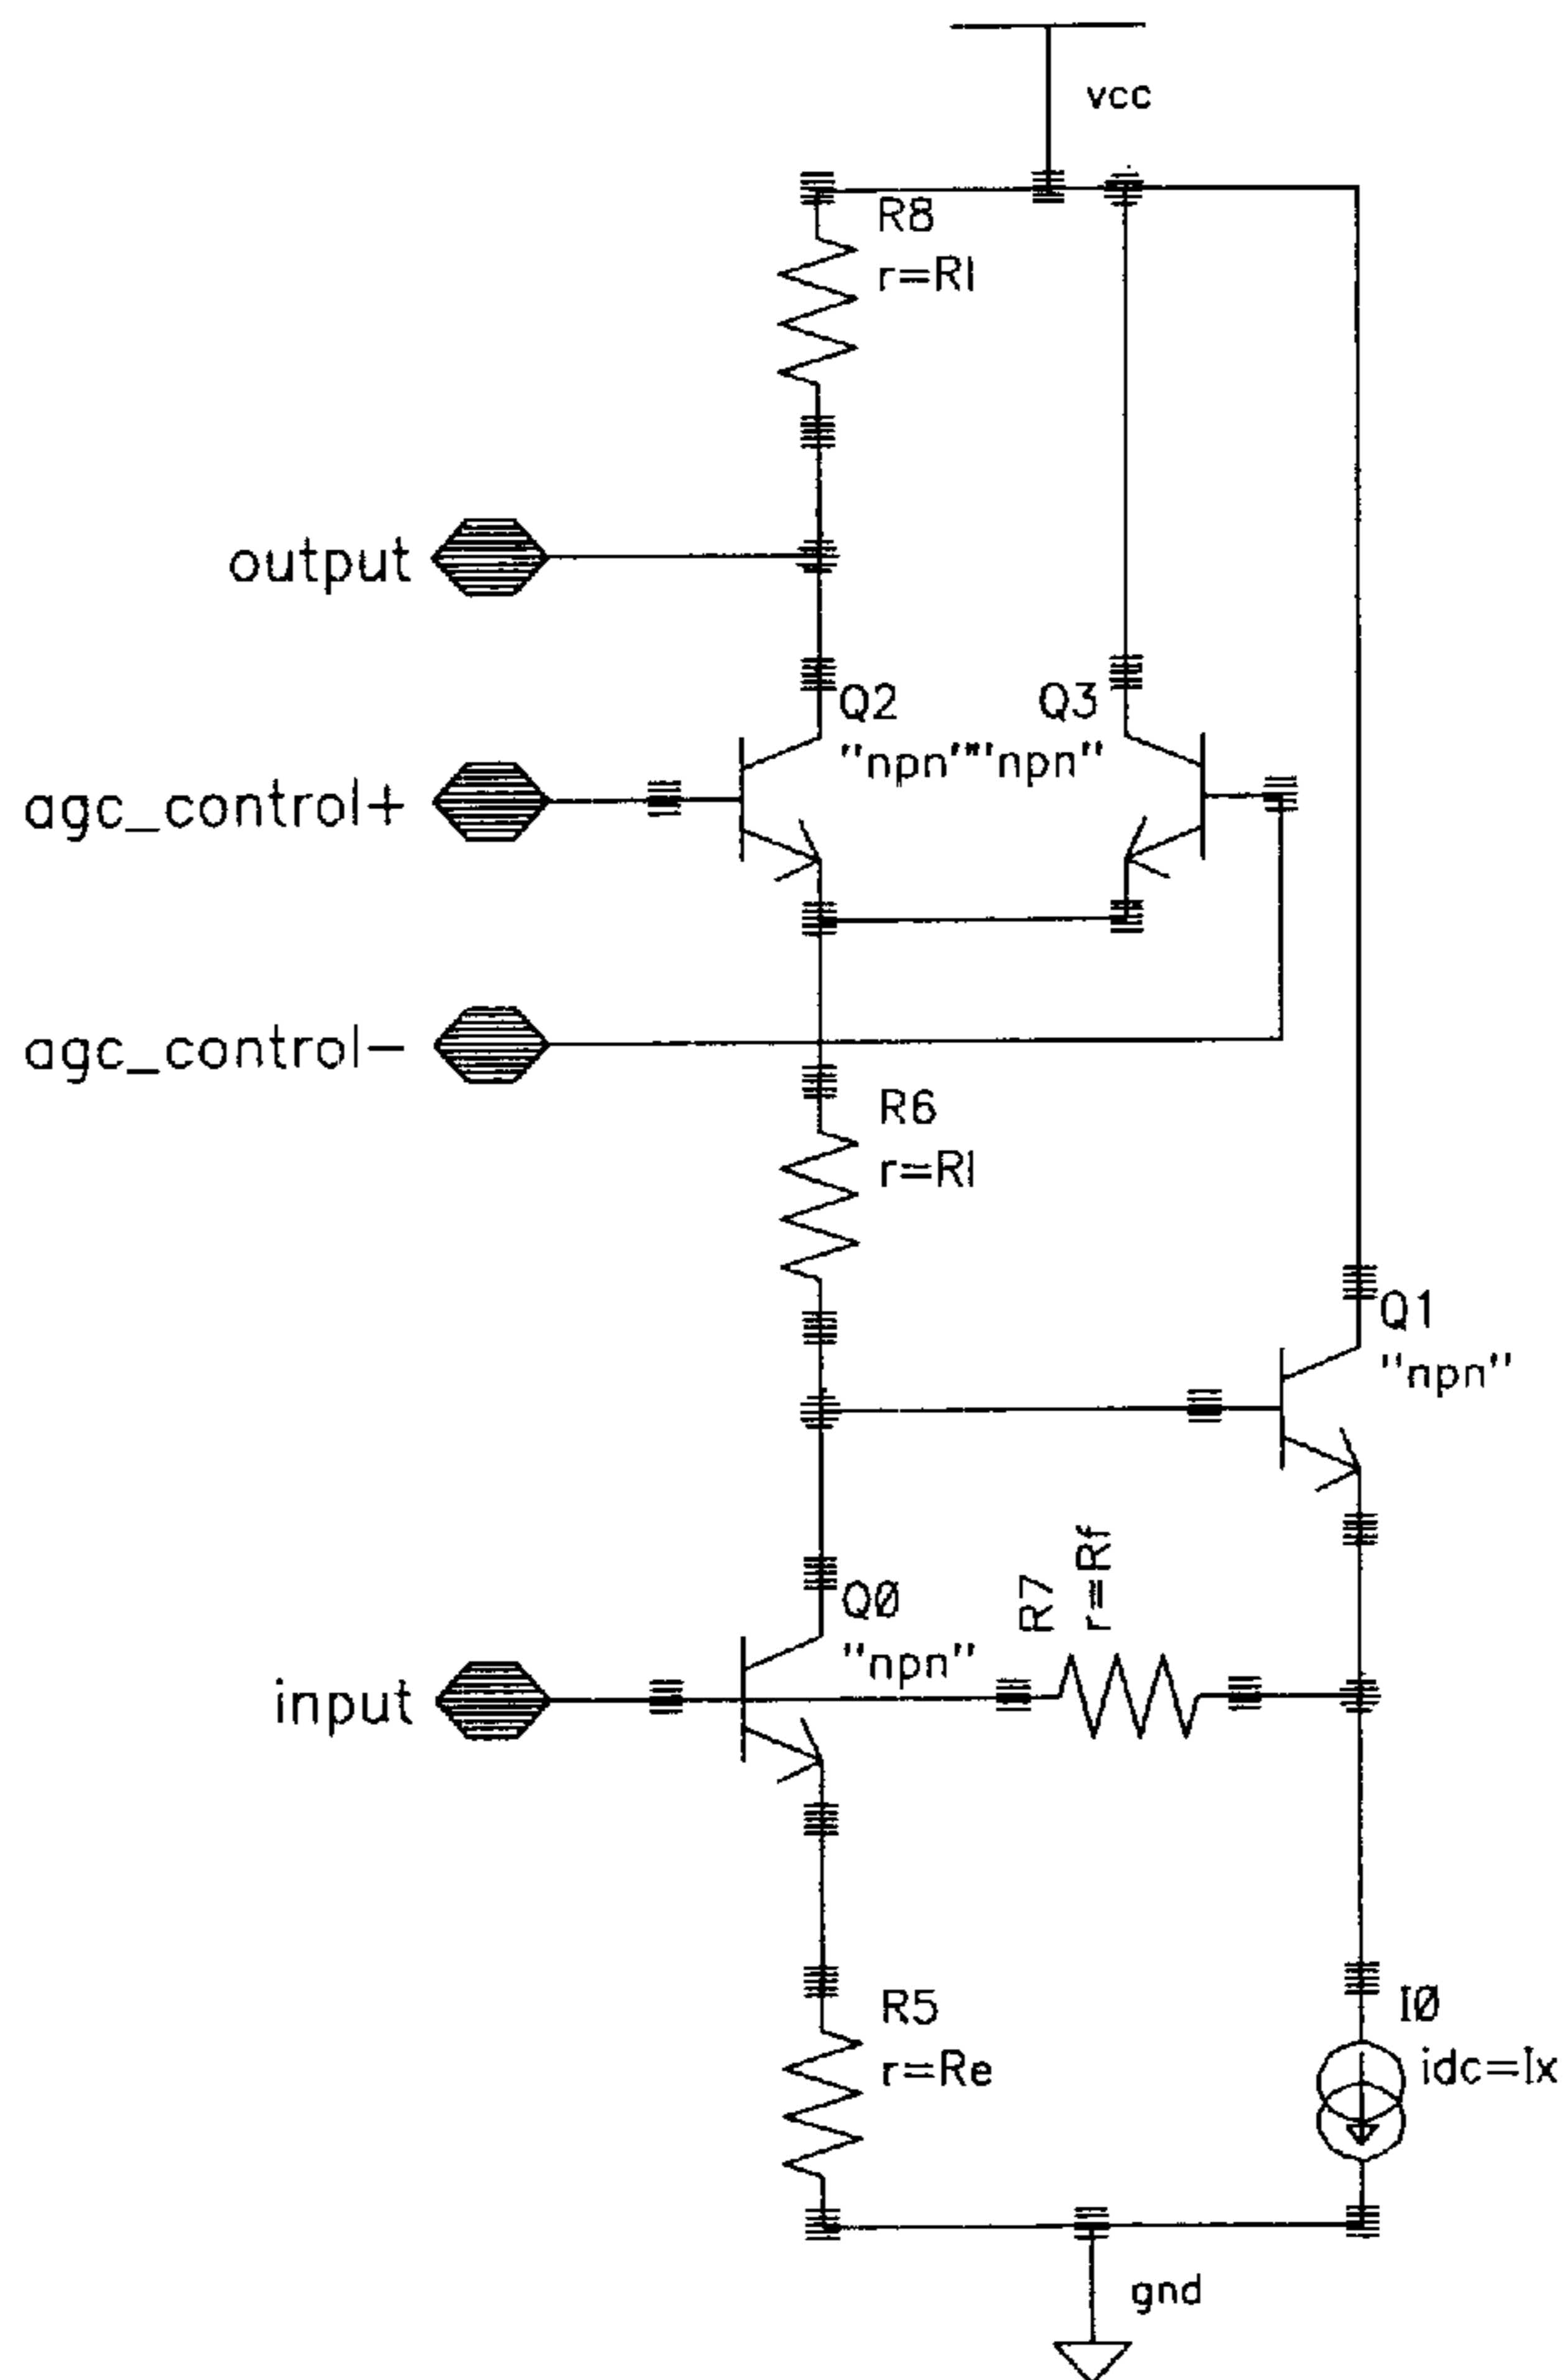 vcc
R8
r=Rl
output
Q2
Q3
"npn"
"npn"
agc_control+
agc_control-
R6
r=Rl
Q1
"npn"
R7
r=Rf
Q0
"npn"
input
R5
r=Re
I0
idc=Ix
gnd